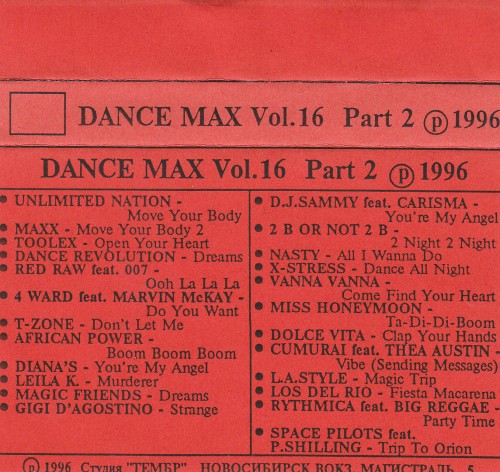 DANCE MAX Vol.16 Part 2 ⓟ 1996
DANCE MAX Vol.16 Part 2 ⓟ 1996
● UNLIMITED NATION -
Move Your Body
● MAXX - Move Your Body 2
● TOOLEX - Open Your Heart
● DANCE REVOLUTION - Dreams
● RED RAW feat. 007 -
Ooh La La La
● 4 WARD feat. MARVIN McKAY -
Do You Want
● T-ZONE - Don't Let Me
● AFRICAN POWER -
Boom Boom Boom
● DIANA'S - You're My Angel
● LEILA K. - Murderer
● MAGIC FRIENDS - Dreams
● GIGI D'AGOSTINO - Strange
● D.J.SAMMY feat. CARISMA -
You're My Angel
● 2 B OR NOT 2 B -
2 Night 2 Night
● NASTY - All I Wanna Do
● X-STRESS - Dance All Night
● VANNA VANNA -
Come Find Your Heart
● MISS HONEYMOON -
Ta-Di-Di-Boom
● DOLCE VITA - Clap Your Hands
● CUMURAI feat. THEA AUSTIN -
Vibe (Sending Messages)
● L.A.STYLE - Magic Trip
● LOS DEL RIO - Fiesta Macarena
● RYTHMICA feat. BIG REGGAE -
Party Time
● SPACE PILOTS feat.
P.SHILLING - Trip To Orion
ⓟ 1996 Студия "ТЕМБР" НОВОСИБИРСК ВОКЗ. МАГИСТРАЛЬ 5